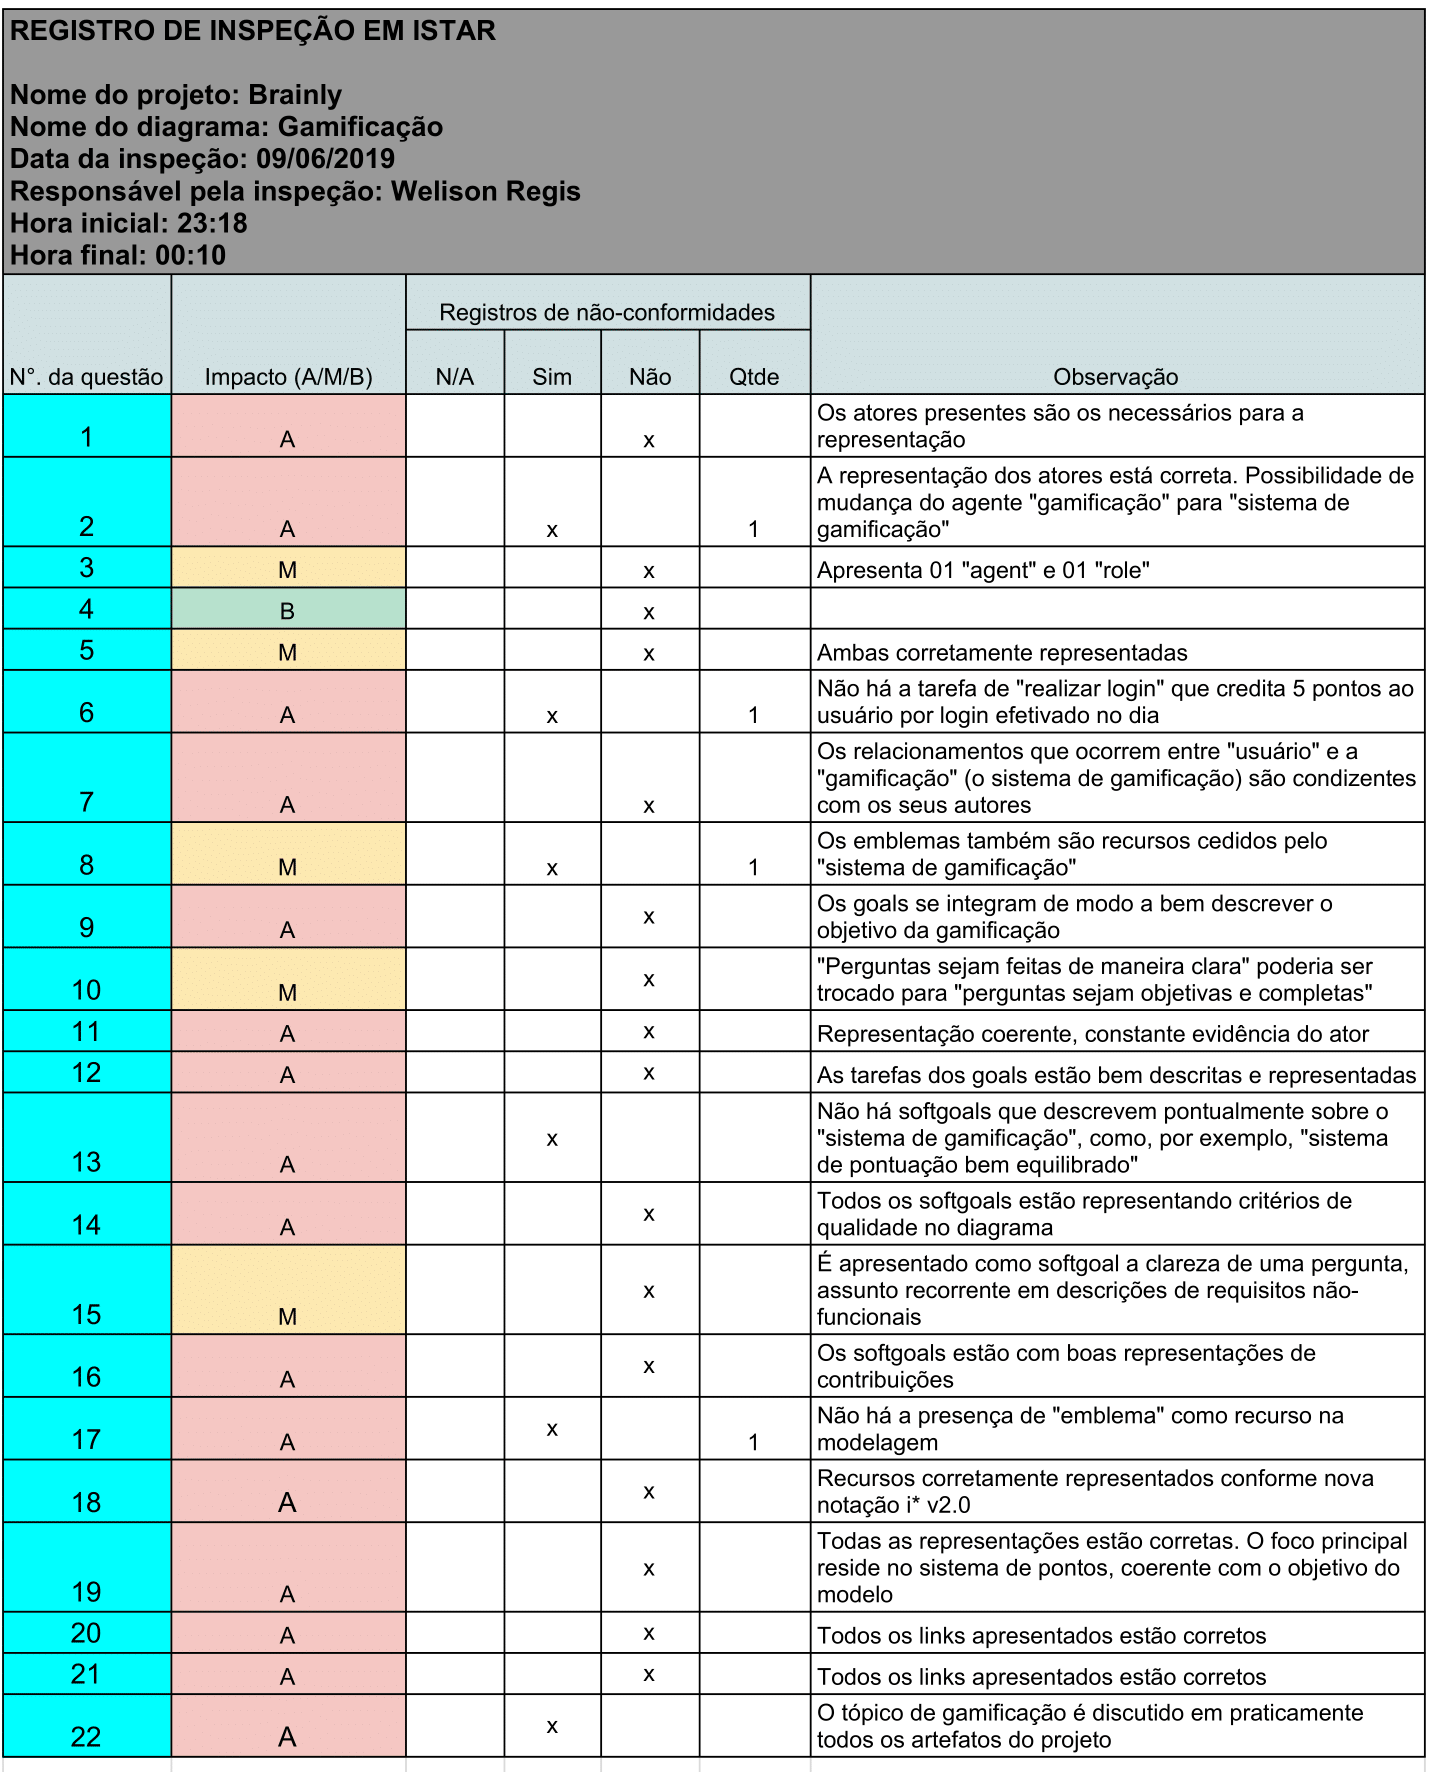 REGISTRO DE INSPEÇÃO EM ISTAR
Nome do projeto: Brainly
Nome do diagrama: Gamificação
Data da inspeção: 09/06/2019
Responsável pela inspeção: Welison Regis
Hora inicial: 23:18
Hora final: 00:10
Registros de não-conformidades
N°. da questão Impacto (A/M/B) N/A Sim Não Qtde Observação
Os atores presentes são os necessários para a
1 A x representação
A representação dos atores está correta. Possibilidade de
mudança do agente "gamificação" para "sistema de
2 A x 1 gamificação"
3 M x Apresenta 01 "agent" e 01 "role"
4 B x
5 M x Ambas corretamente representadas
Não há a tarefa de "realizar login" que credita 5 pontos ao
6 A x 1 usuário por login efetivado no dia
Os relacionamentos que ocorrem entre "usuário" e a
"gamificação" (o sistema de gamificação) são condizentes
7 A x com os seus autores
Os emblemas também são recursos cedidos pelo
8 M x 1 "sistema de gamificação"
Os goals se integram de modo a bem descrever o
9 A x objetivo da gamificação
"Perguntas sejam feitas de maneira clara" poderia ser
10 M x trocado para "perguntas sejam objetivas e completas"
11 A x Representação coerente, constante evidência do ator
12 A x As tarefas dos goals estão bem descritas e representadas
Não há softgoals que descrevem pontualmente sobre o
x "sistema de gamificação", como, por exemplo, "sistema
13 A de pontuação bem equilibrado"
Todos os softgoals estão representando critérios de
14 A x qualidade no diagrama
É apresentado como softgoal a clareza de uma pergunta,
x assunto recorrente em descrições de requisitos não-
15 M funcionais
Os softgoals estão com boas representações de
16 A x contribuições
Não há a presença de "emblema" como recurso na
17 A x 1 modelagem
Recursos corretamente representados conforme nova
18 A x notação i* v2.0
Todas as representações estão corretas. O foco principal
x reside no sistema de pontos, coerente com o objetivo do
19 A modelo
20 A x Todos os links apresentados estão corretos
21 A x Todos os links apresentados estão corretos
O tópico de gamificação é discutido em praticamente
22 A x todos os artefatos do projeto